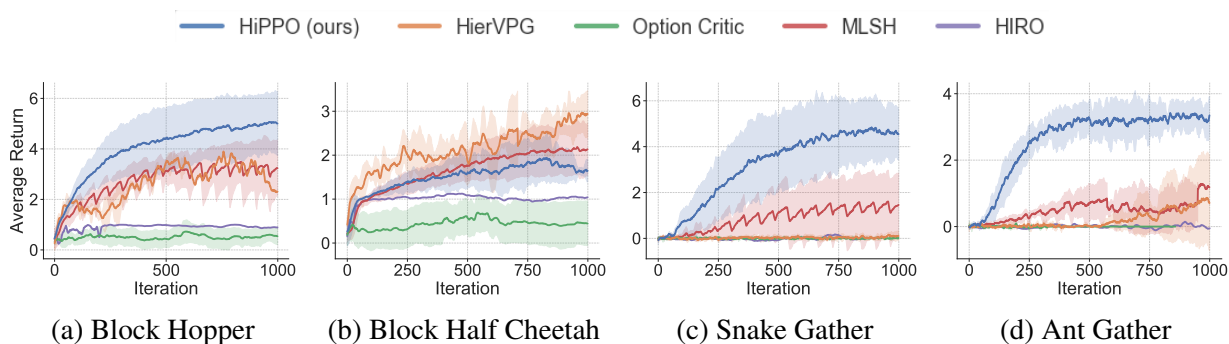 HiPPO (ours) HierVPG Option Critic MLSH HIRO
Average Return
6
4
2
0
0 500 1000
Iteration
(a) Block Hopper
3
2
1
0
0 250 500 750 1000
Iteration
(b) Block Half Cheetah
6
4
2
0
0 250 500 750 1000
Iteration
(c) Snake Gather
4
2
0
0 250 500 750 1000
Iteration
(d) Ant Gather